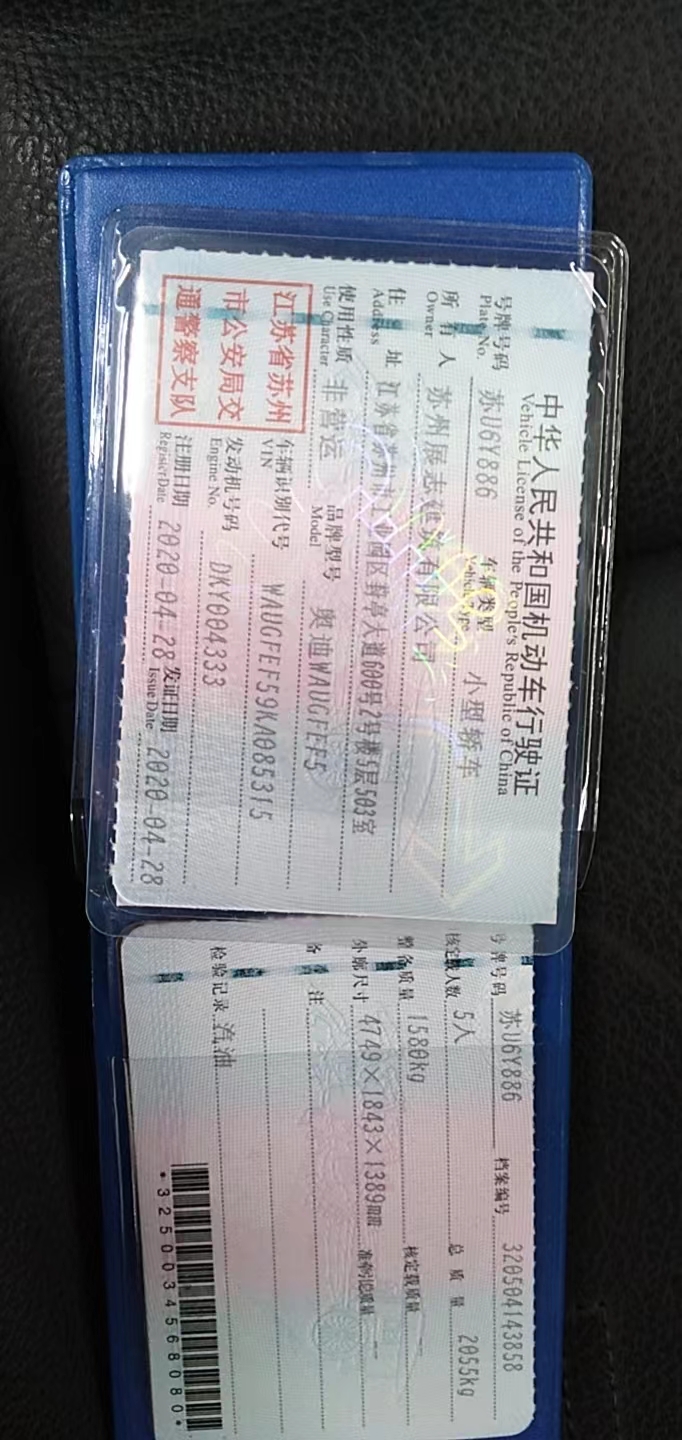 中华人民共和国机动车行驶证
Vehicle License of the People's Republic of China
号牌号码 苏U6Y886 车辆类型 小型轿车
Plate No. Vehicle Type
所有人 苏州展志建筑有限公司
Owner
住址 江苏省苏州市工业园区葑亭大道600号2号楼5层503室
Address
使用性质 非营运 品牌型号 奥迪WAUGFEF5
Use Character Model
江苏省苏州
市公安局交
通警察支队
车辆识别代号 WAUGFEF59KA085315
VIN
发动机号码 DKY004333
Engine No.
注册日期 2020-04-28 发证日期 2020-04-28
Register Date Issue Date
号牌号码 苏U6Y886 档案编号 320504143858
核定载人数 5人 总质量 2055kg
整备质量 1580kg 核定载质量 --
外廓尺寸 4749×1843×1389mm 准牵引总质量 --
备注
检验记录 汽油
*3250034568080*